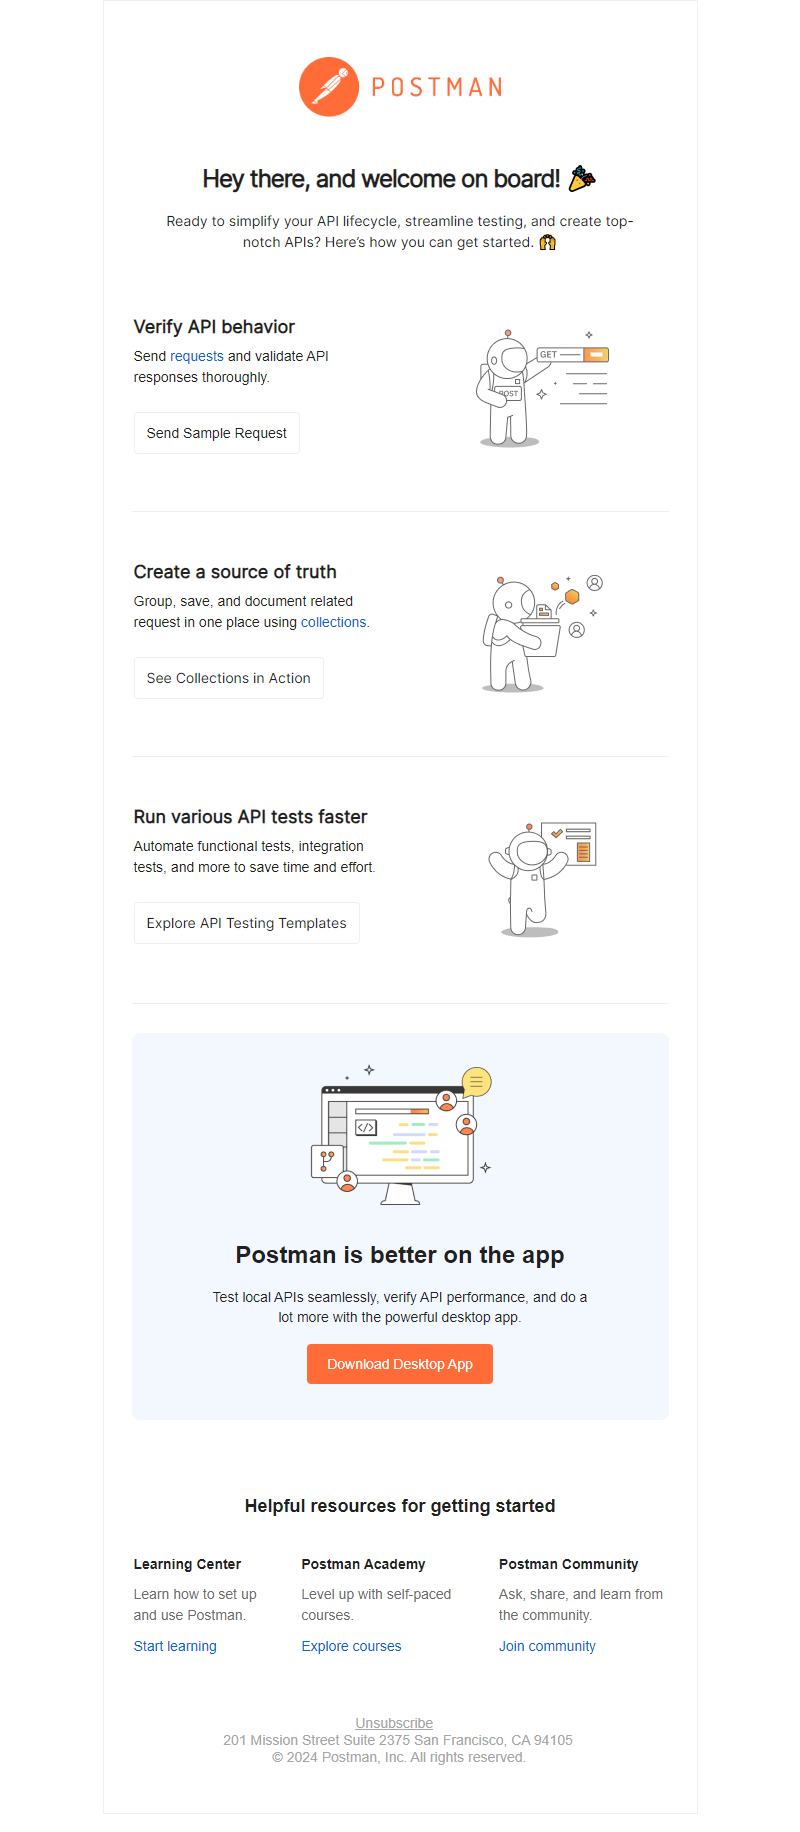 POSTMAN
Hey there, and welcome on board! 🎉
Ready to simplify your API lifecycle, streamline testing, and create top-
notch APIs? Here’s how you can get started. 🙌
Verify API behavior
Send requests and validate API
responses thoroughly.
Send Sample Request
GET
POST
Create a source of truth
Group, save, and document related
request in one place using collections.
See Collections in Action
Run various API tests faster
Automate functional tests, integration
tests, and more to save time and effort.
Explore API Testing Templates
</>
Postman is better on the app
Test local APIs seamlessly, verify API performance, and do a
lot more with the powerful desktop app.
Download Desktop App
Helpful resources for getting started
Learning Center
Learn how to set up
and use Postman.
Start learning
Postman Academy
Level up with self-paced
courses.
Explore courses
Postman Community
Ask, share, and learn from
the community.
Join community
Unsubscribe
201 Mission Street Suite 2375 San Francisco, CA 94105
© 2024 Postman, Inc. All rights reserved.